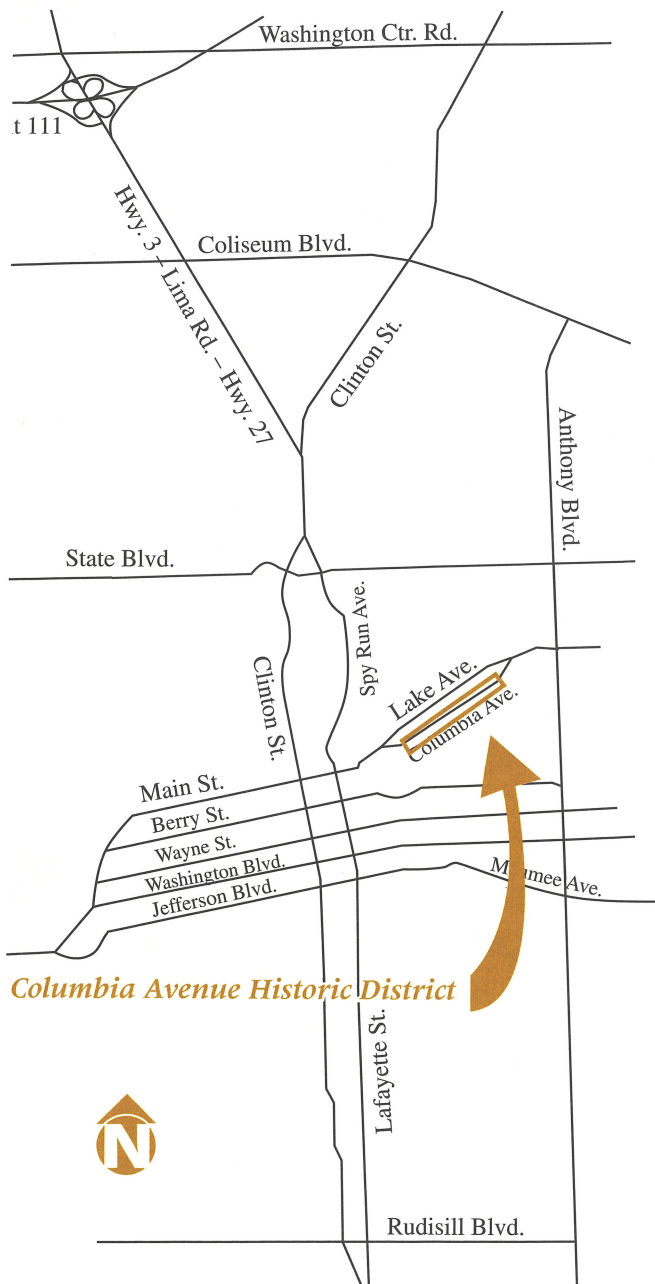 Washington Ctr. Rd.
111
Hwy. 3 – Lima Rd. – Hwy. 27
Coliseum Blvd.
Clinton St.
Anthony Blvd.
State Blvd.
Spy Run Ave.
Clinton St.
Lake Ave.
Columbia Ave.
Main St.
Berry St.
Wayne St.
Washington Blvd.
Jefferson Blvd.
Ave.
Columbia Avenue Historic District
Lafayette St.
N
Rudisill Blvd.